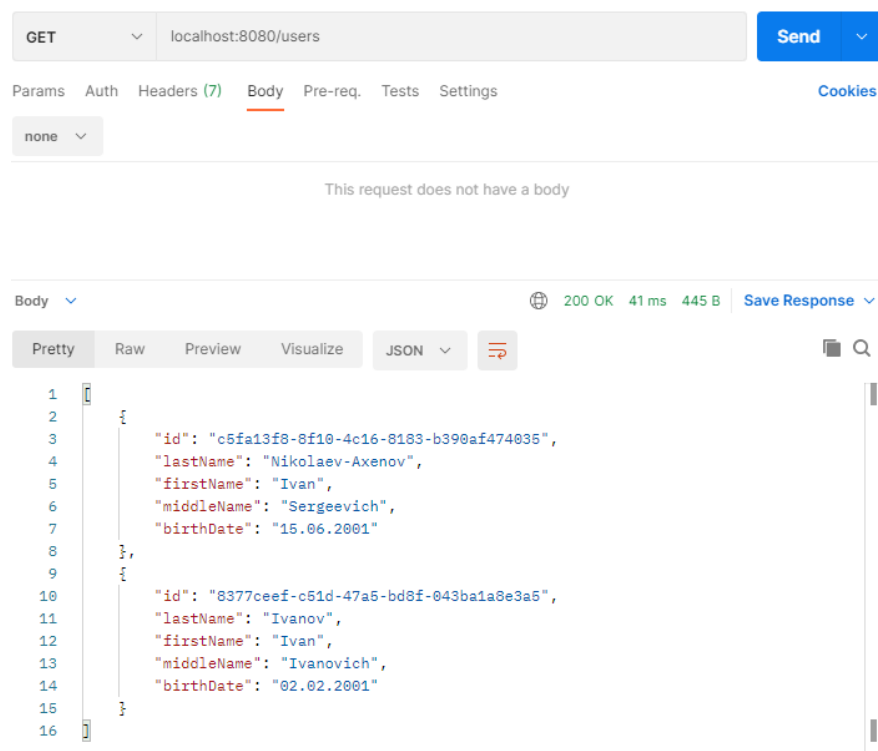 GET localhost:8080/users Send
Params Auth Headers (7) Body Pre-req. Tests Settings Cookies
none
This request does not have a body
Body 200 OK 41 ms 445 B Save Response
Pretty Raw Preview Visualize JSON
1 [
2 {
3 "id": "c5fa13f8-8f10-4c16-8183-b390af474035",
4 "lastName": "Nikolaev-Axenov",
5 "firstName": "Ivan",
6 "middleName": "Sergeevich",
7 "birthDate": "15.06.2001"
8 },
9 {
10 "id": "8377ceef-c51d-47a5-bd8f-043ba1a8e3a5",
11 "lastName": "Ivanov",
12 "firstName": "Ivan",
13 "middleName": "Ivanovich",
14 "birthDate": "02.02.2001"
15 }
16 ]